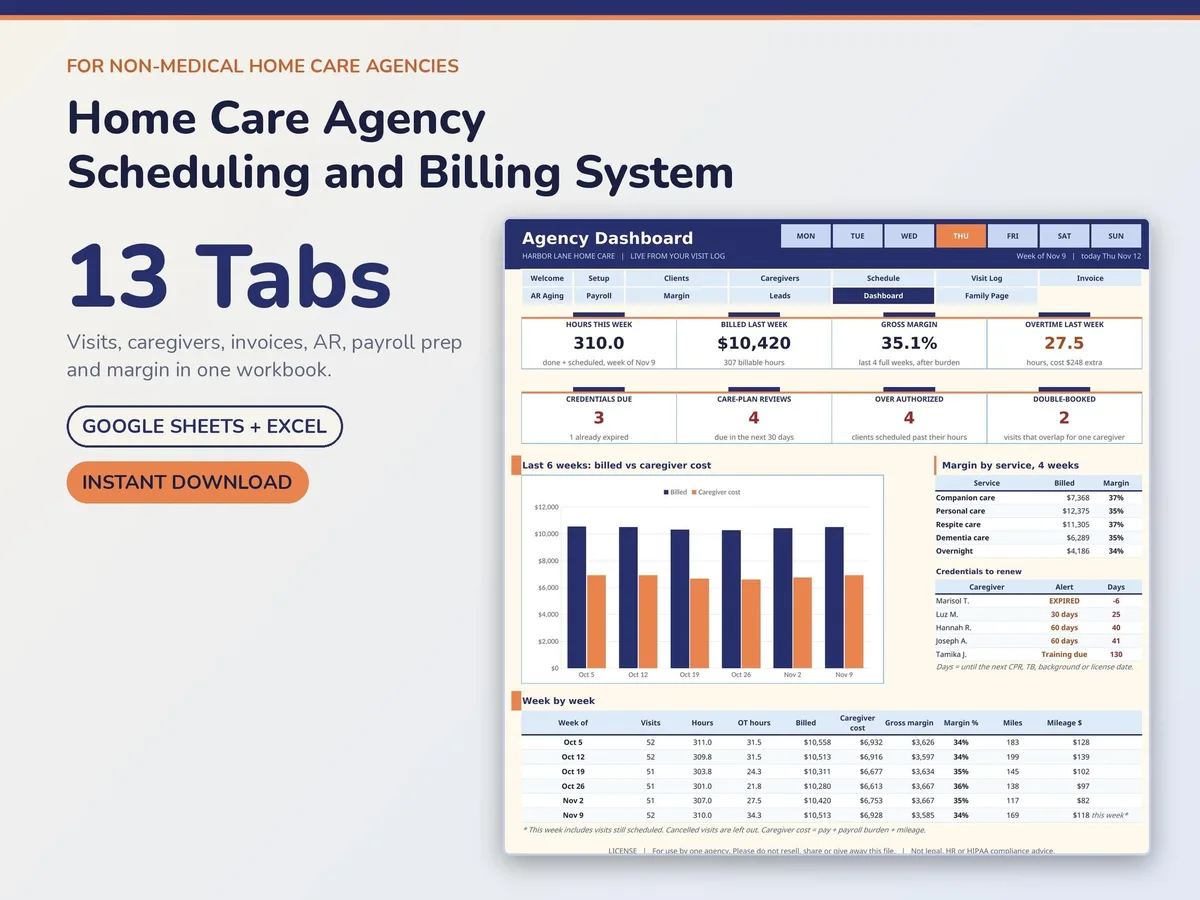 FOR NON-MEDICAL HOME CARE AGENCIES
Home Care Agency
Scheduling and Billing System
13 Tabs
Visits, caregivers, invoices, AR, payroll prep
and margin in one workbook.
GOOGLE SHEETS + EXCEL
INSTANT DOWNLOAD
Agency Dashboard
MON TUE WED THU FRI SAT SUN
HARBOR LANE HOME CARE | LIVE FROM YOUR VISIT LOG
Week of Nov 9 | today Thu Nov 12
Welcome Setup Clients Caregivers Schedule Visit Log Invoice
AR Aging Payroll Margin Leads Dashboard Family Page
HOURS THIS WEEK BILLED LAST WEEK GROSS MARGIN OVERTIME LAST WEEK
310.0 $10,420 35.1% 27.5
done + scheduled, week of Nov 9 307 billable hours last 4 full weeks, after burden hours, cost $248 extra
CREDENTIALS DUE CARE-PLAN REVIEWS OVER AUTHORIZED DOUBLE-BOOKED
3 4 4 2
1 already expired due in the next 30 days clients scheduled past their hours visits that overlap for one caregiver
Last 6 weeks: billed vs caregiver cost
Billed Caregiver cost
$12,000
$10,000
$8,000
$6,000
$4,000
$2,000
$0
Oct 5 Oct 12 Oct 19 Oct 26 Nov 2 Nov 9
Margin by service, 4 weeks
Service Billed Margin
Companion care $7,368 37%
Personal care $12,375 35%
Respite care $11,305 37%
Dementia care $6,289 35%
Overnight $4,186 34%
Credentials to renew
Caregiver Alert Days
Marisol T. EXPIRED -6
Luz M. 30 days 25
Hannah R. 60 days 40
Joseph A. 60 days 41
Tamika J. Training due 130
Days = until the next CPR, TB, background or license date.
Week by week
Week of Visits Hours OT hours Billed Caregiver cost Gross margin Margin % Miles Mileage $
Oct 5 52 311.0 31.5 $10,558 $6,932 $3,626 34% 183 $128
Oct 12 52 309.8 31.5 $10,513 $6,916 $3,597 34% 199 $139
Oct 19 51 303.8 24.3 $10,311 $6,677 $3,634 35% 145 $102
Oct 26 51 301.0 21.8 $10,280 $6,613 $3,667 36% 138 $97
Nov 2 51 307.0 27.5 $10,420 $6,753 $3,667 35% 117 $82
Nov 9 52 310.0 34.3 $10,513 $6,928 $3,585 34% 169 $118 this week*
* This week includes visits still scheduled. Cancelled visits are left out. Caregiver cost = pay + payroll burden + mileage.
LICENSE | For use by one agency. Please do not resell, share or give away this file. | Not legal, HR or HIPAA compliance advice.